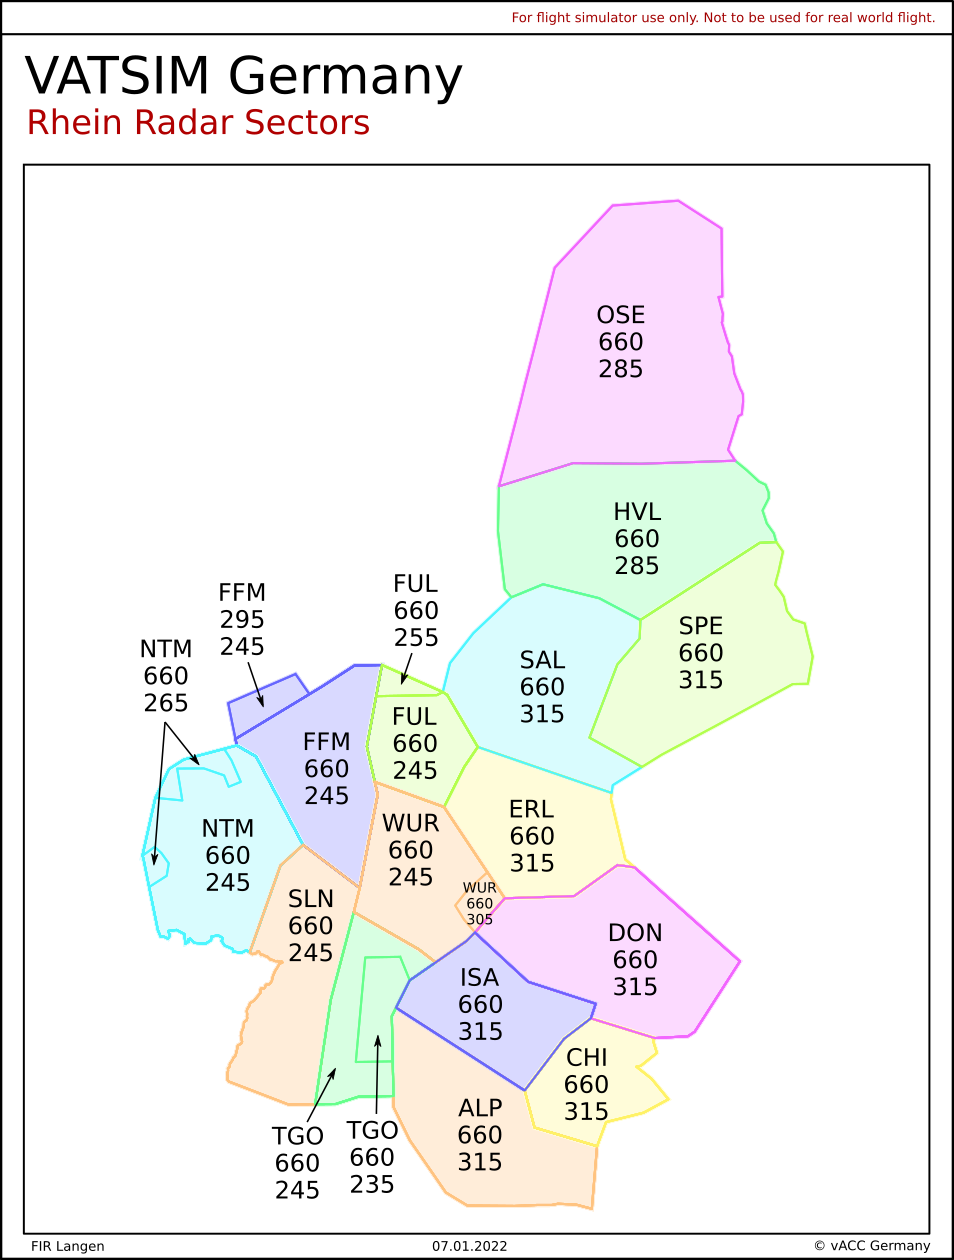 For flight simulator use only. Not to be used for real world flight.
VATSIM Germany
Rhein Radar Sectors
OSE
660
285
HVL
660
285
FUL
660
255
FFM
295
245
SPE
660
315
NTM
660
265
SAL
660
315
FUL
660
245
FFM
660
245
ERL
660
315
WUR
660
245
NTM
660
245
WUR
660
305
SLN
660
245
DON
660
315
ISA
660
315
CHI
660
315
ALP
660
315
TGO
660
245
TGO
660
235
FIR Langen
07.01.2022
© vACC Germany